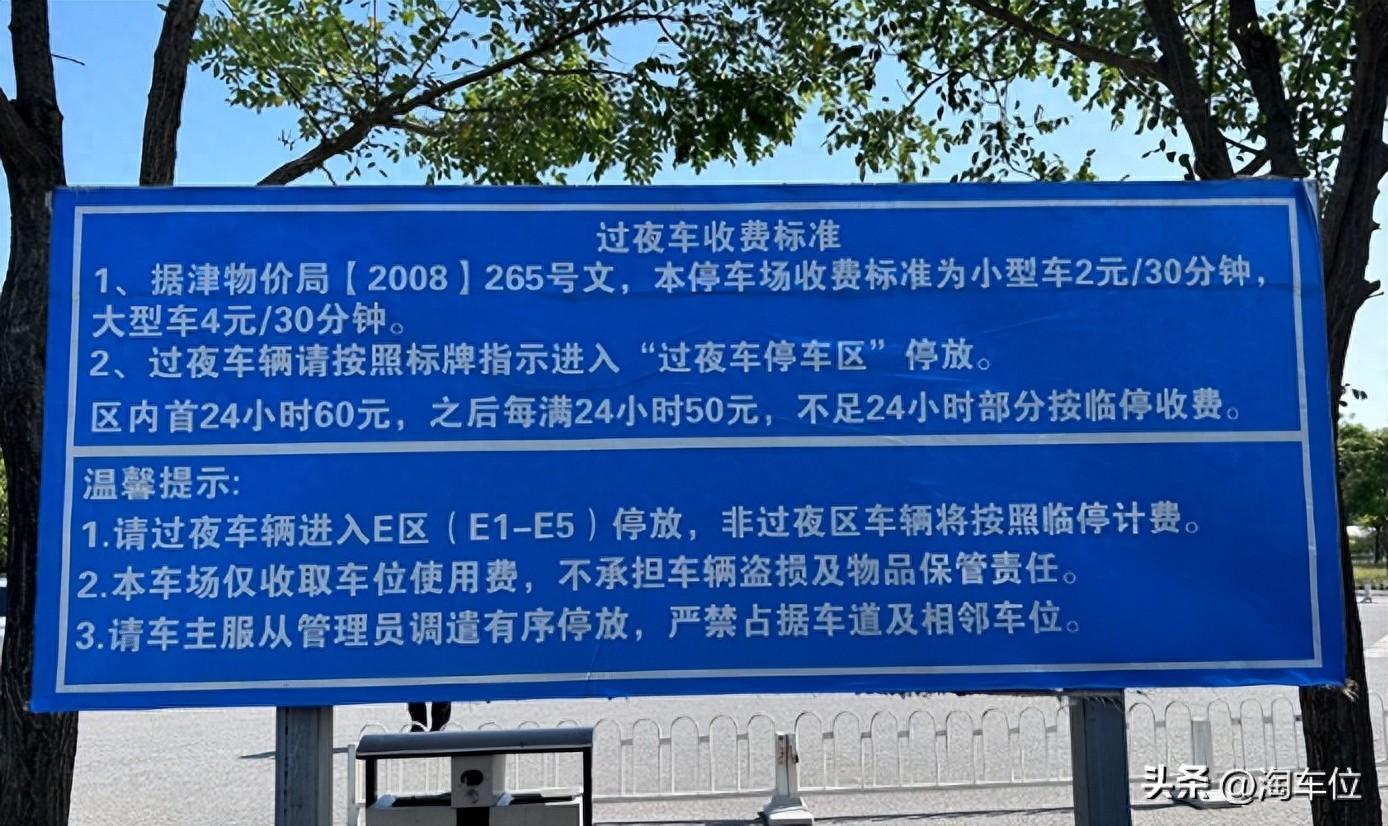 过夜车收费标准
1、据津物价局【2008】265号文，本停车场收费标准为小型车2元/30分钟，
大型车4元/30分钟。
2、过夜车辆请按照标牌指示进入“过夜车停车区”停放。
区内首24小时60元，之后每满24小时50元，不足24小时部分按临停收费。
温馨提示:
1.请过夜车辆进入E区（E1-E5）停放，非过夜区车辆将按照临停计费。
2.本车场仅收取车位使用费，不承担车辆盗损及物品保管责任。
3.请车主服从管理员调遣有序停放，严禁占据车道及相邻车位。
头条 @淘车位